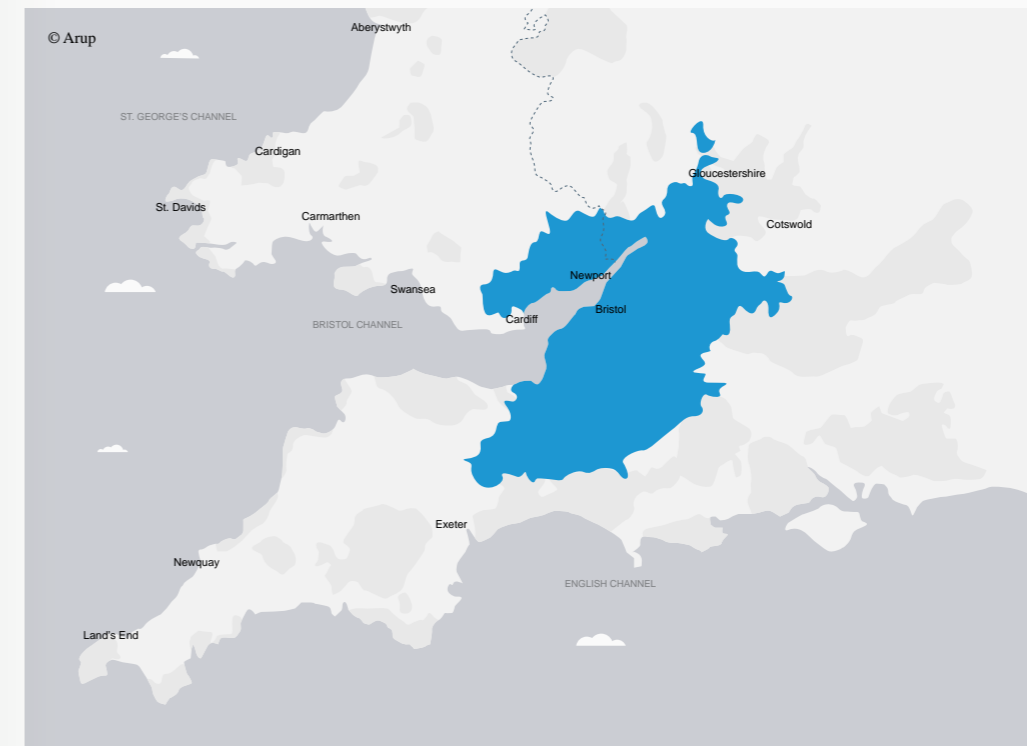 Aberystwyth
© Arup
ST. GEORGE'S CHANNEL
Cardigan
Gloucestershire
St. Davids
Carmarthen
Cotswold
Newport
Swansea
Bristol
Cardiff
BRISTOL CHANNEL
Exeter
Newquay
ENGLISH CHANNEL
Land's End